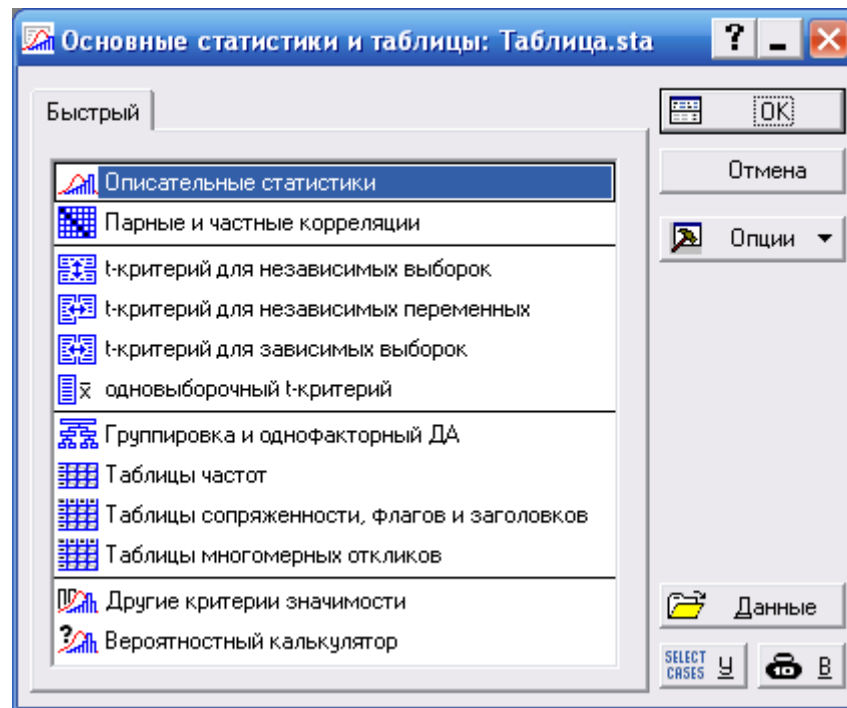 Основные статистики и таблицы: Таблица.sta
Быстрый
Описательные статистики
Парные и частные корреляции
t-критерий для независимых выборок
t-критерий для независимых переменных
t-критерий для зависимых выборок
x одновыборочный t-критерий
Группировка и однофакторный ДА
Таблицы частот
Таблицы сопряженности, флагов и заголовков
Таблицы многомерных откликов
Другие критерии значимости
? Вероятностный калькулятор
? _ X
OK
Отмена
Опции
Данные
SELECT CASES У
10 В